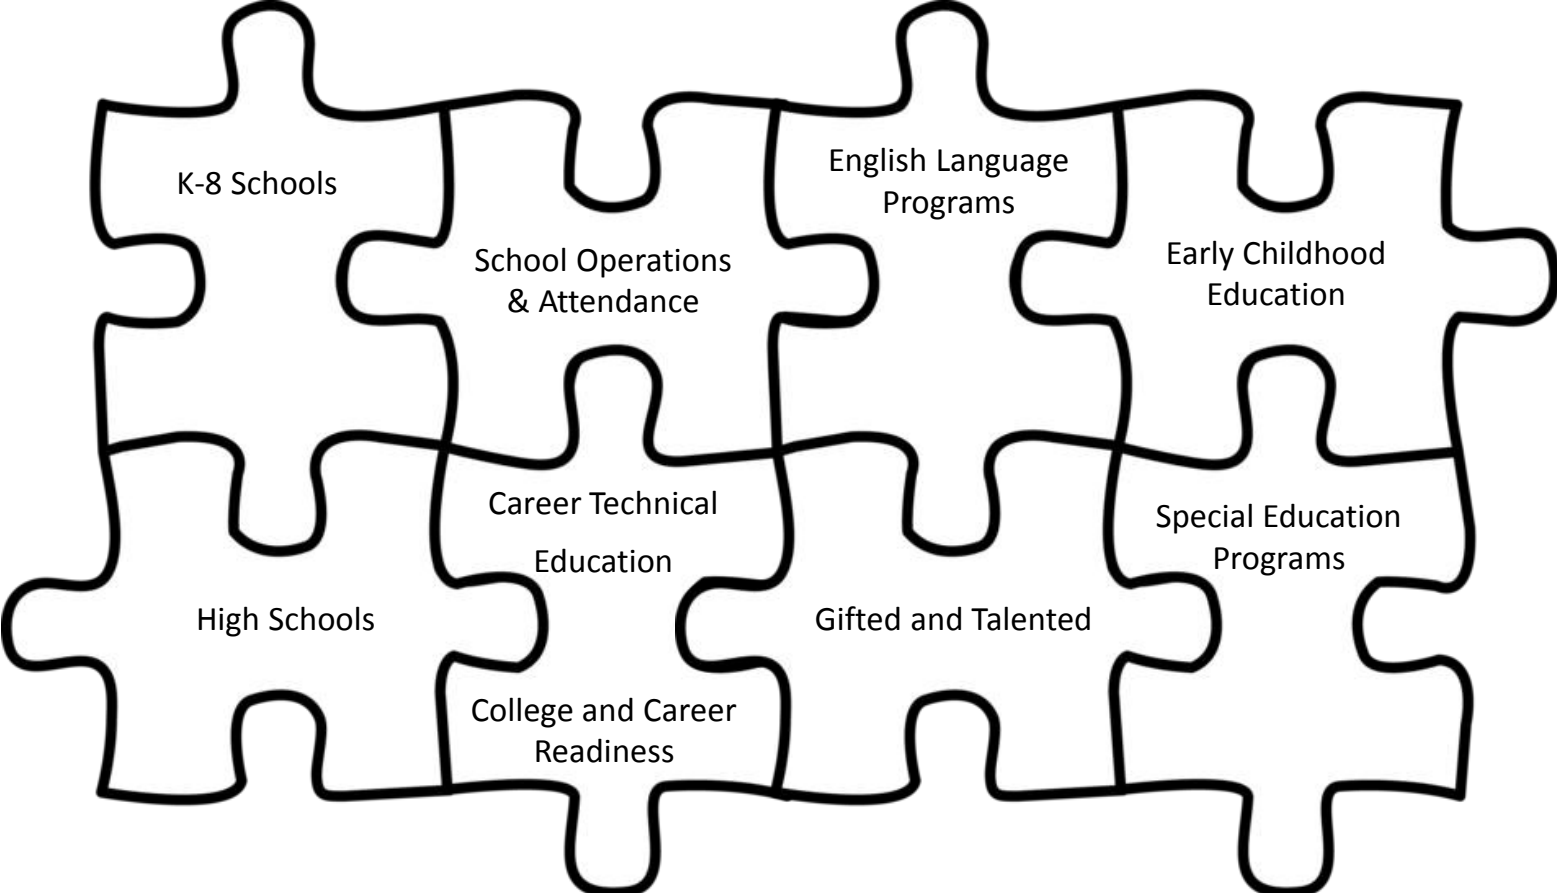 K-8 Schools
School Operations
& Attendance
English Language
Programs
Early Childhood
Education
High Schools
Career Technical
Education
College and Career
Readiness
Gifted and Talented
Special Education
Programs